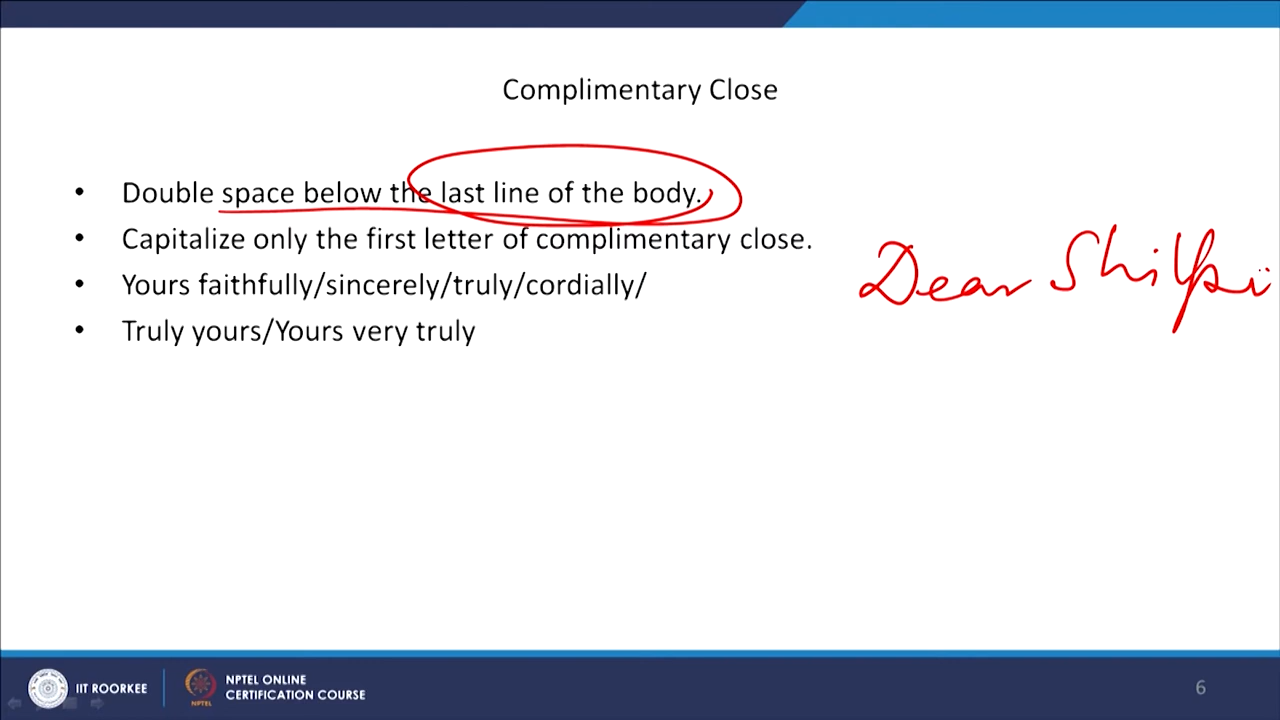 Complimentary Close
• Double space below the last line of the body.
• Capitalize only the first letter of complimentary close.
• Yours faithfully/sincerely/truly/cordially/
• Truly yours/Yours very truly
Dear Shilpi
IIT ROORKEE
NPTEL ONLINE
CERTIFICATION COURSE
NPTEL
6